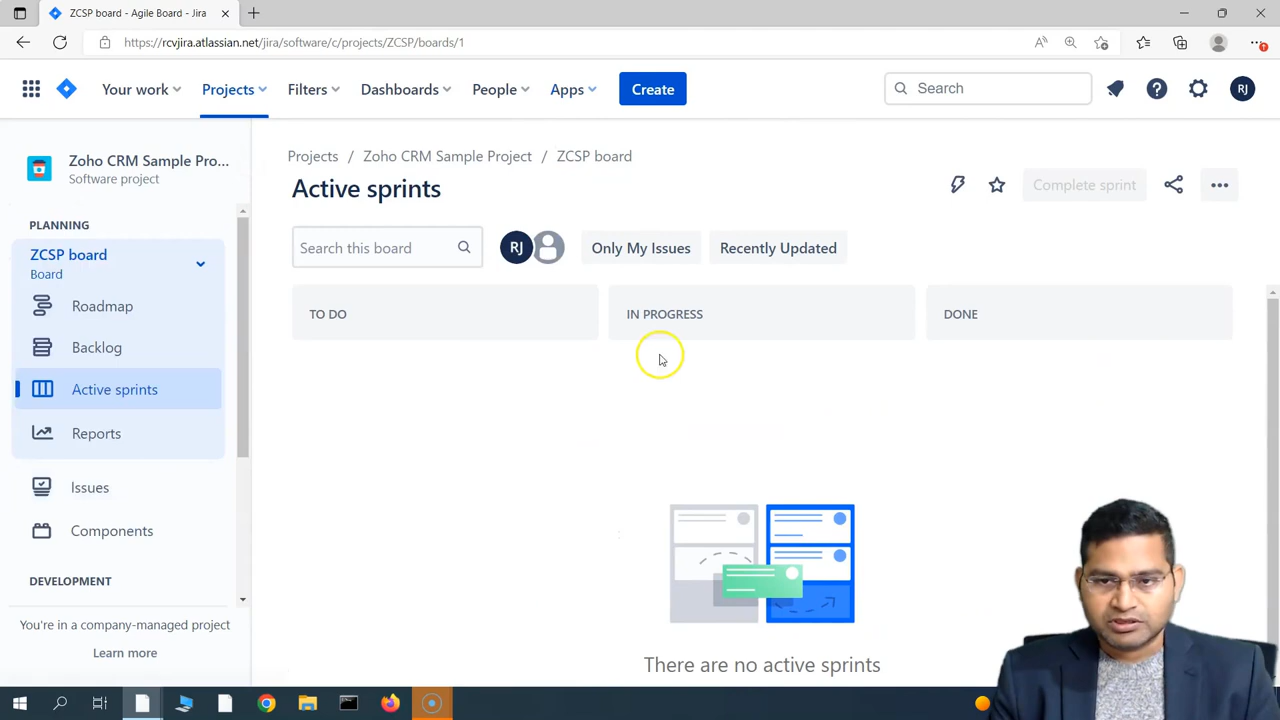 ZCSP board - Agile Board - Jira
https://rcvjira.atlassian.net/jira/software/c/projects/ZCSP/boards/1
Your work
Projects
Filters
Dashboards
People
Apps
Create
Search
RJ
Zoho CRM Sample Pro...
Software project
PLANNING
ZCSP board
Board
Roadmap
Backlog
Active sprints
Reports
Issues
Components
DEVELOPMENT
You're in a company-managed project
Learn more
Projects / Zoho CRM Sample Project / ZCSP board
Active sprints
Complete sprint
Search this board
RJ
Only My Issues
Recently Updated
TO DO
IN PROGRESS
DONE
There are no active sprints